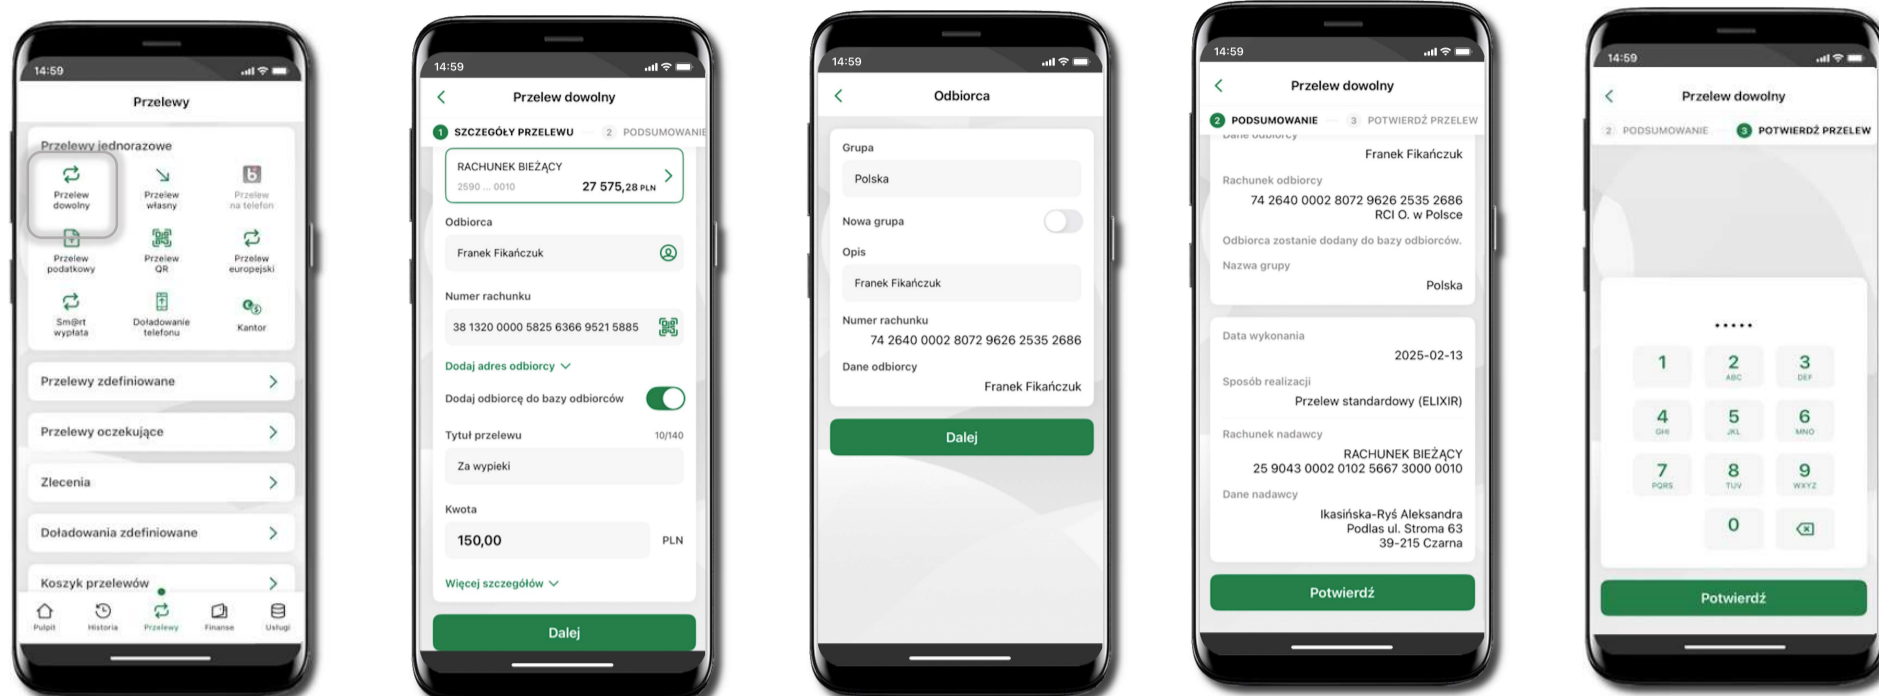 14:59
Przelewy
Przelewy jednorazowe
Przelew dowolny
Przelew własny
Przelew na telefon
Przelew podatkowy
Przelew QR
Przelew europejski
Sm@rt wypłata
Doładowanie telefonu
Kantor
Przelewy zdefiniowane
Przelewy oczekujące
Zlecenia
Doładowania zdefiniowane
Koszyk przelewów
Pulpit
Historia
Przelewy
Finanse
Usługi
14:59
Przelew dowolny
1 SZCZEGÓŁY PRZELEWU
2 PODSUMOWANIE
RACHUNEK BIEŻĄCY
2590 ... 0010
27 575,28 PLN
Odbiorca
Franek Fikańczuk
Numer rachunku
38 1320 0000 5825 6366 9521 5885
Dodaj adres odbiorcy
Dodaj odbiorcę do bazy odbiorców
Tytuł przelewu
10/140
Za wypieki
Kwota
150,00
PLN
Więcej szczegółów
Dalej
14:59
Odbiorca
Grupa
Polska
Nowa grupa
Opis
Franek Fikańczuk
Numer rachunku
74 2640 0002 8072 9626 2535 2686
Dane odbiorcy
Franek Fikańczuk
Dalej
14:59
Przelew dowolny
2 PODSUMOWANIE
3 POTWIERDŹ PRZELEW
Dane odbiorcy
Franek Fikańczuk
Rachunek odbiorcy
74 2640 0002 8072 9626 2535 2686
RCI O. w Polsce
Odbiorca zostanie dodany do bazy odbiorców.
Nazwa grupy
Polska
Data wykonania
2025-02-13
Sposób realizacji
Przelew standardowy (ELIXIR)
Rachunek nadawcy
RACHUNEK BIEŻĄCY
25 9043 0002 0102 5667 3000 0010
Dane nadawcy
Ikasińska-Ryś Aleksandra
Podlas ul. Stroma 63
39-215 Czarna
Potwierdź
14:59
Przelew dowolny
2 PODSUMOWANIE
3 POTWIERDŹ PRZELEW
•••••
1
2 ABC
3 DEF
4 GHI
5 JKL
6 MNO
7 PQRS
8 TUV
9 WXYZ
0
Potwierdź